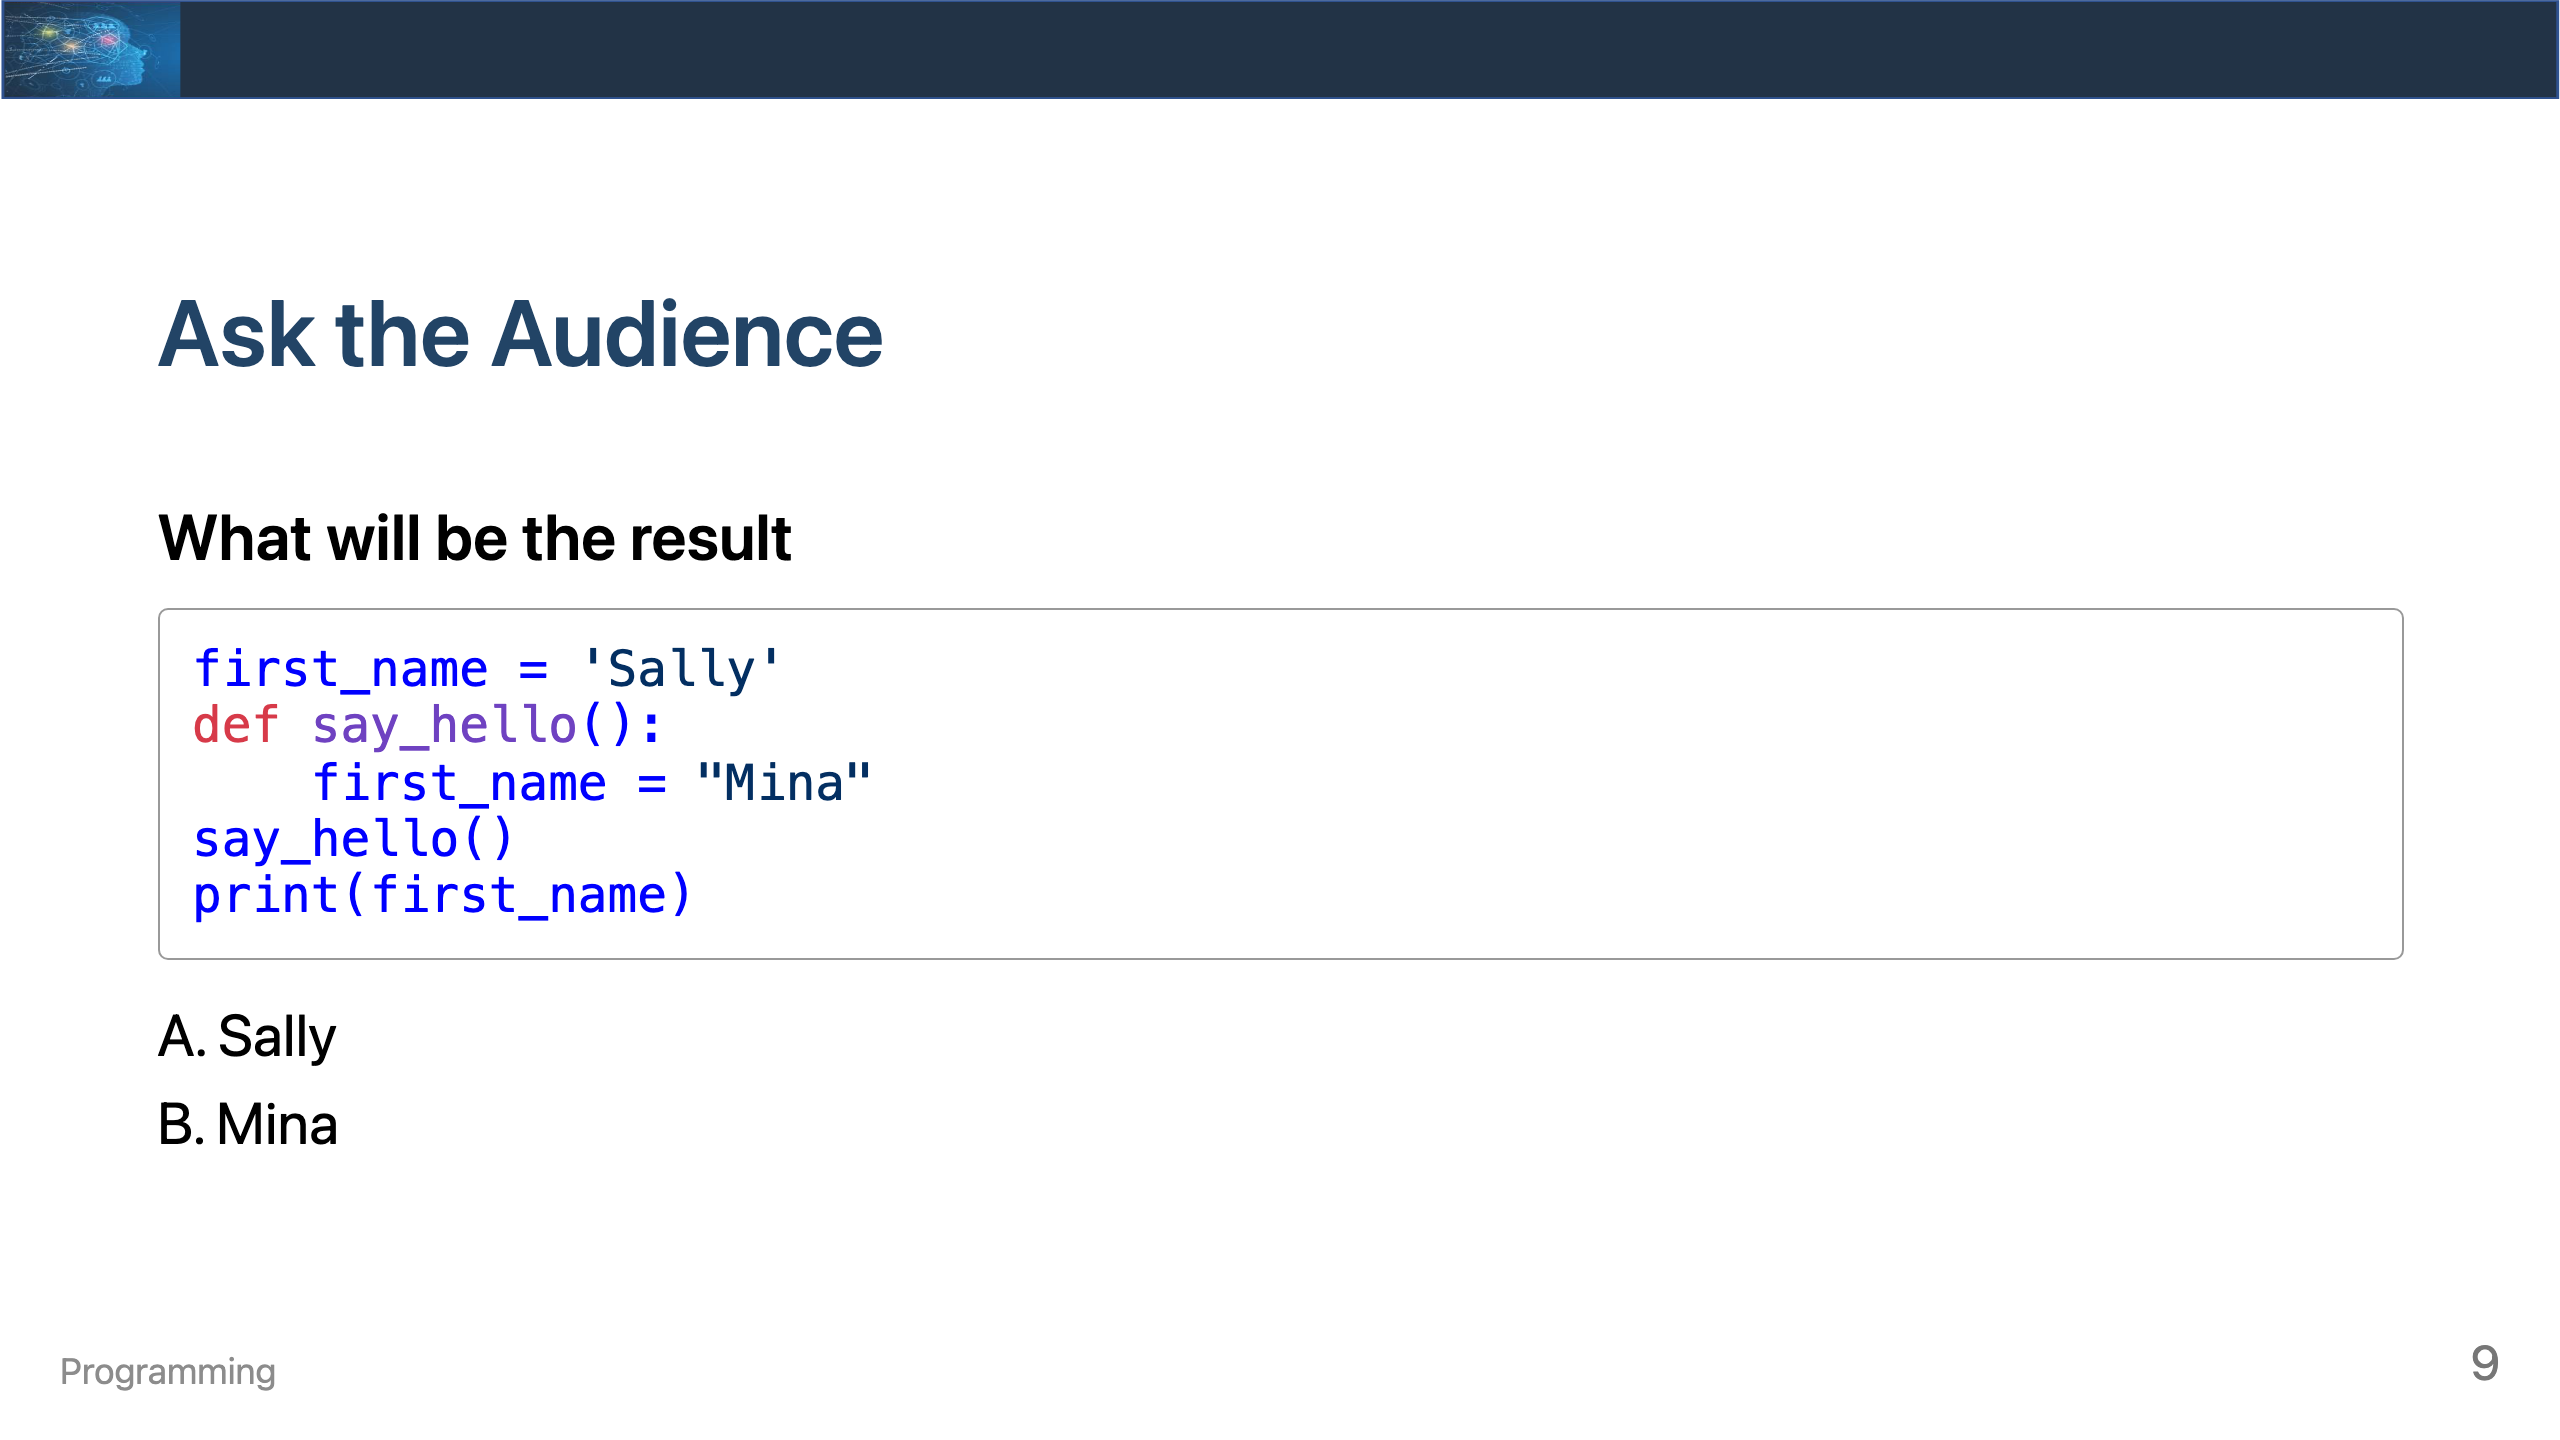 Ask the Audience
What will be the result
first_name = 'Sally'
def say_hello():
    first_name = "Mina"
say_hello()
print(first_name)
A. Sally
B. Mina
Programming
9